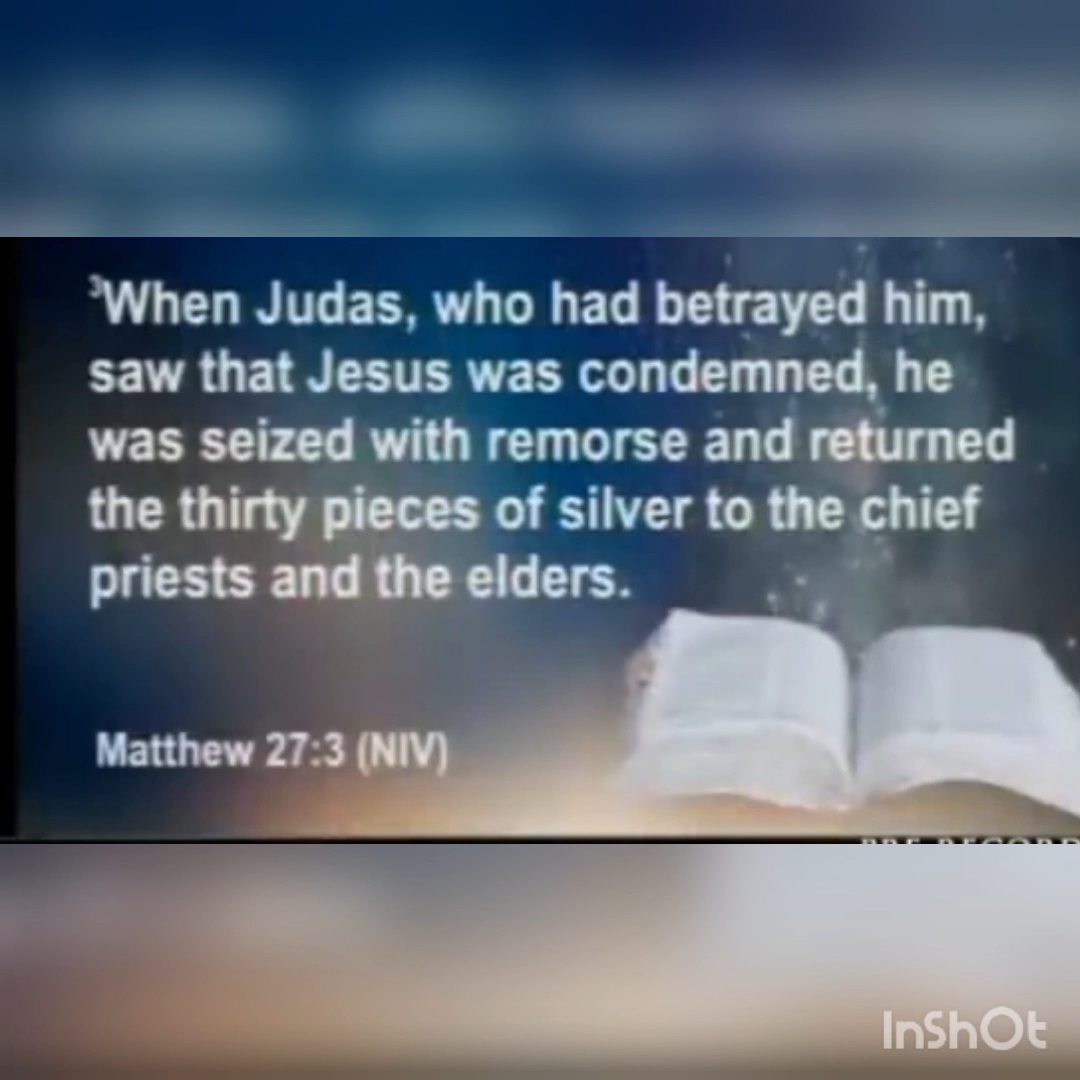 ³When Judas, who had betrayed him,
saw that Jesus was condemned, he
was seized with remorse and returned
the thirty pieces of silver to the chief
priests and the elders.
Matthew 27:3 (NIV)
InShOt